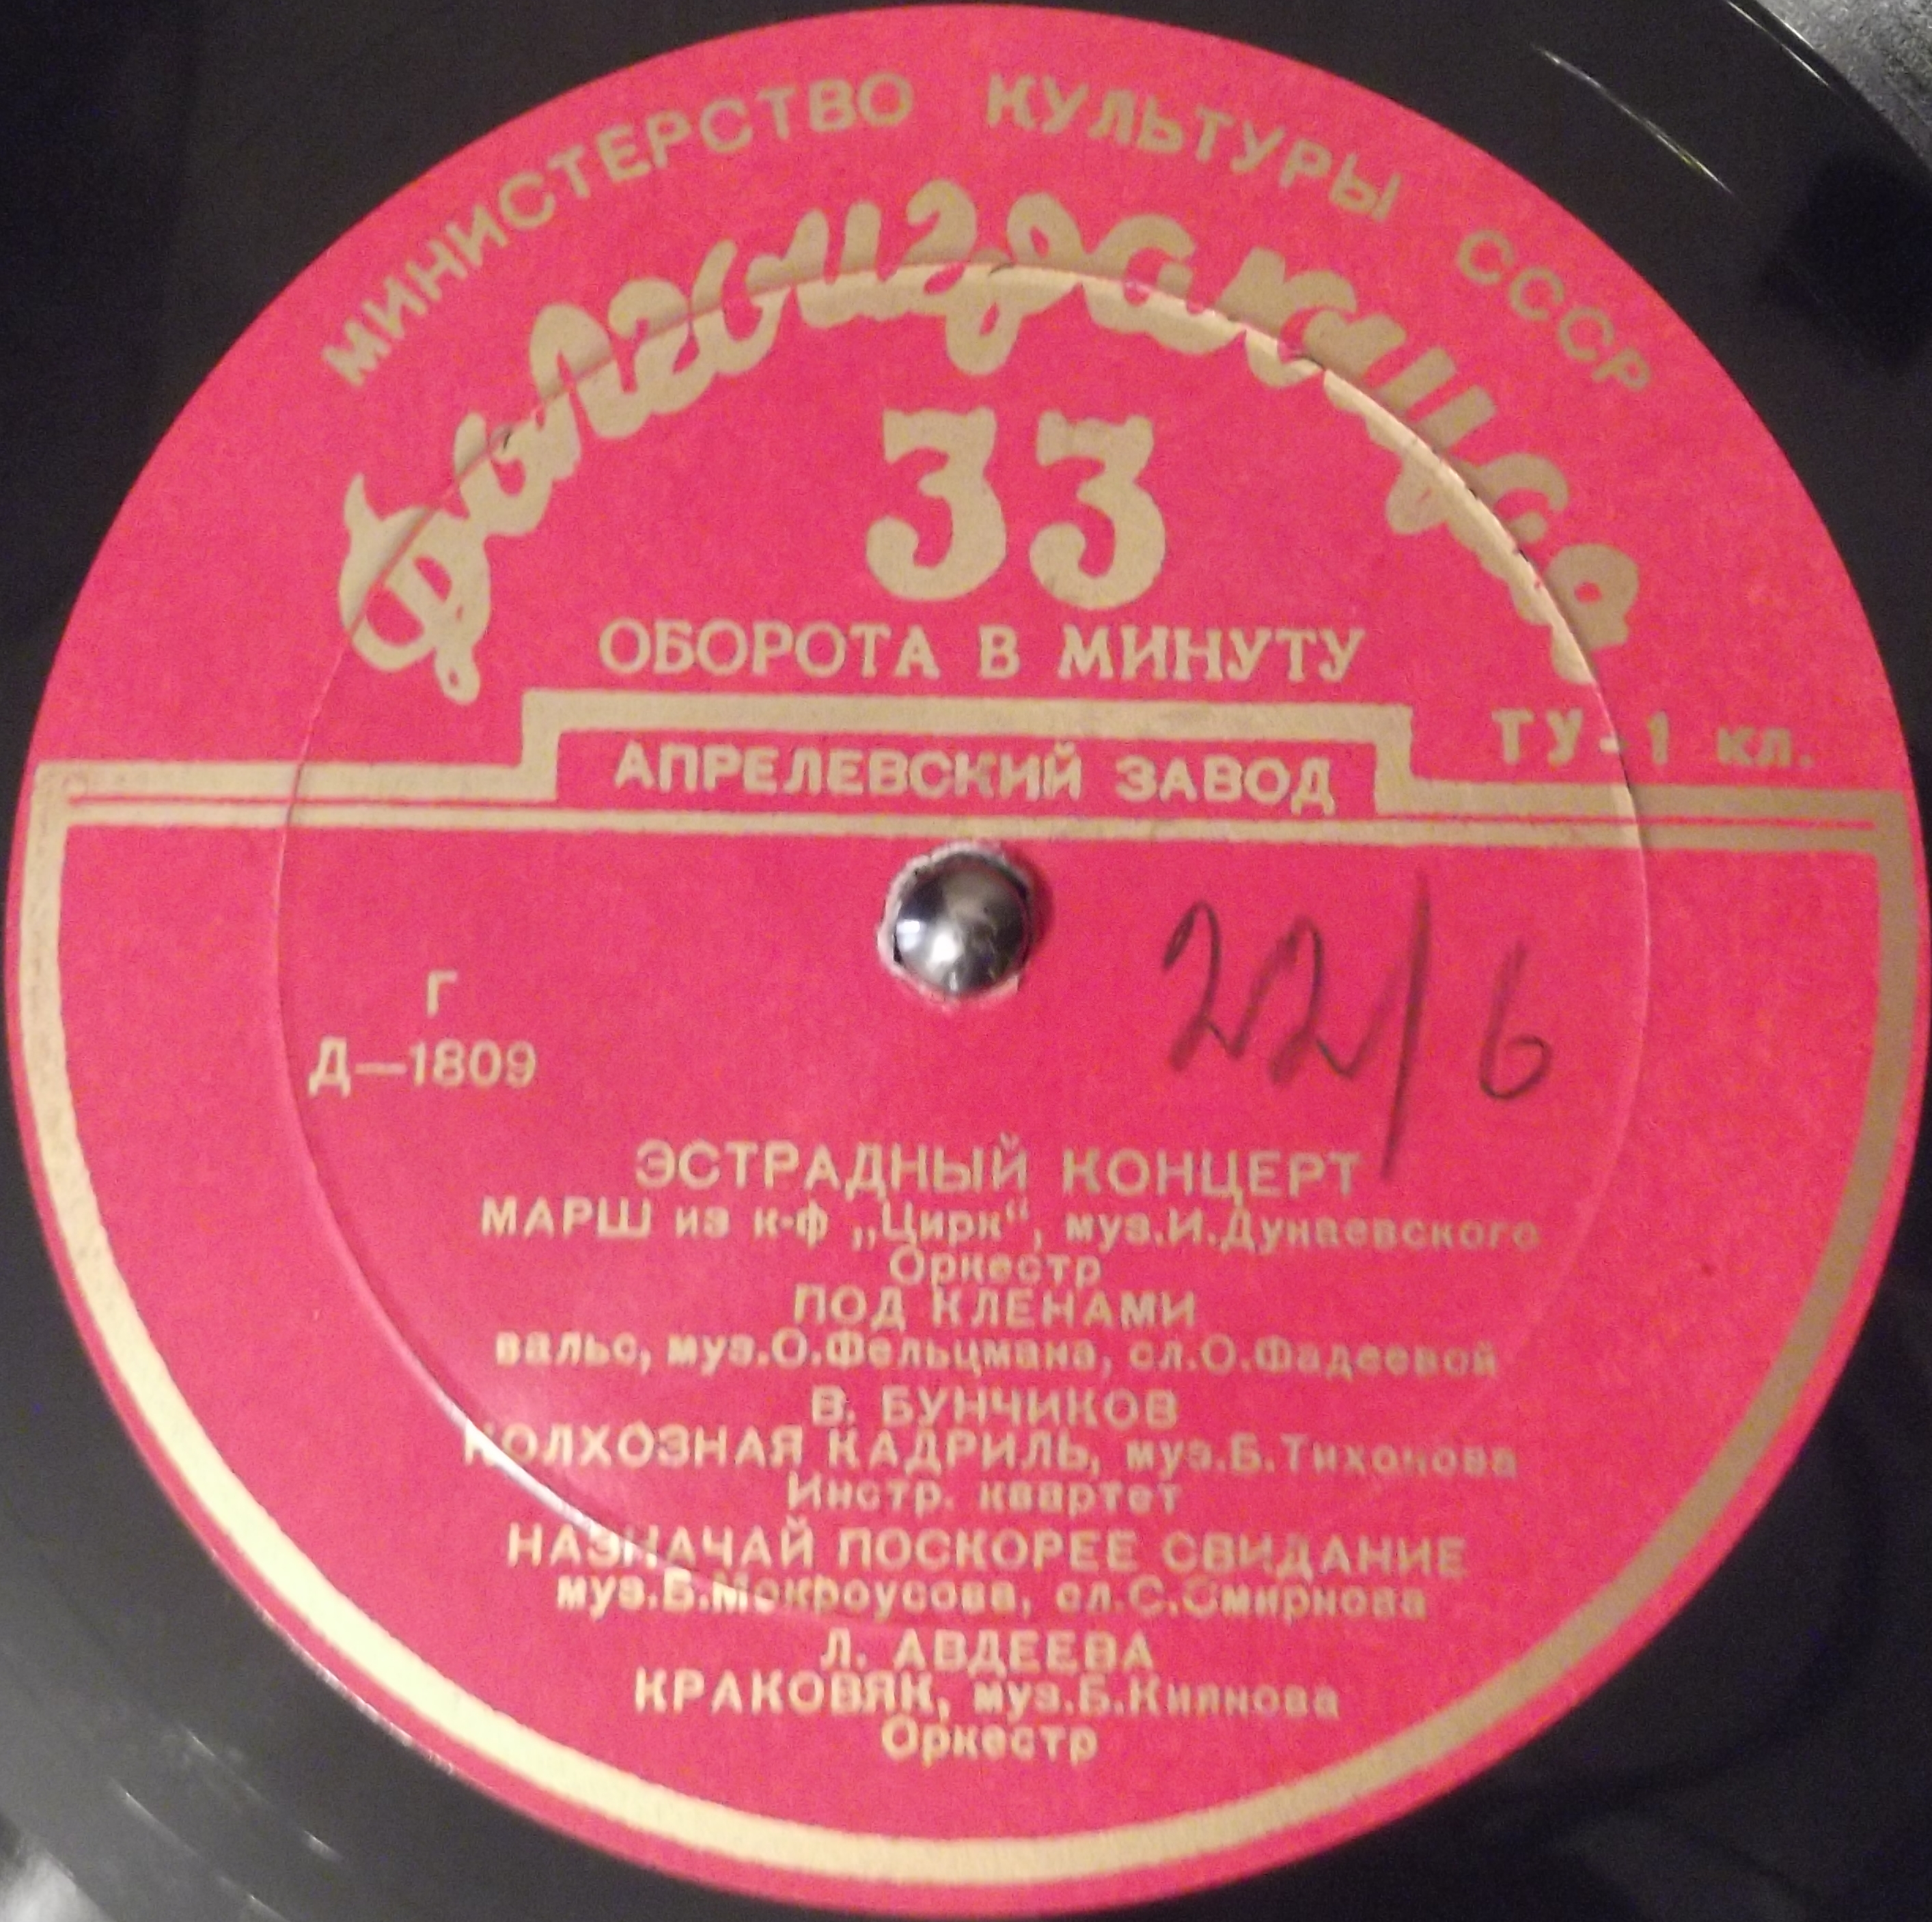 МИНИСТЕРСТВО КУЛЬТУРЫ СССР
Долгоиграющая
33
ОБОРОТА В МИНУТУ
ТУ-1 кл.
АПРЕЛЕВСКИЙ ЗАВОД
22/6
Г
Д—1809
ЭСТРАДНЫЙ КОНЦЕРТ
МАРШ из к-ф „Цирк“, муз.И.Дунаевского
Оркестр
ПОД КЛЕНАМИ
вальс, муз.О.Фельцмана, сл.О.Фадеевой
В. БУНЧИКОВ
КОЛХОЗНАЯ КАДРИЛЬ, муз.Б.Тихонова
Инстр. квартет
НАЗНАЧАЙ ПОСКОРЕЕ СВИДАНИЕ
муз.Б.Мокроусова, сл.С.Смирнова
Л. АВДЕЕВА
КРАКОВЯК, муз.Б.Киянова
Оркестр